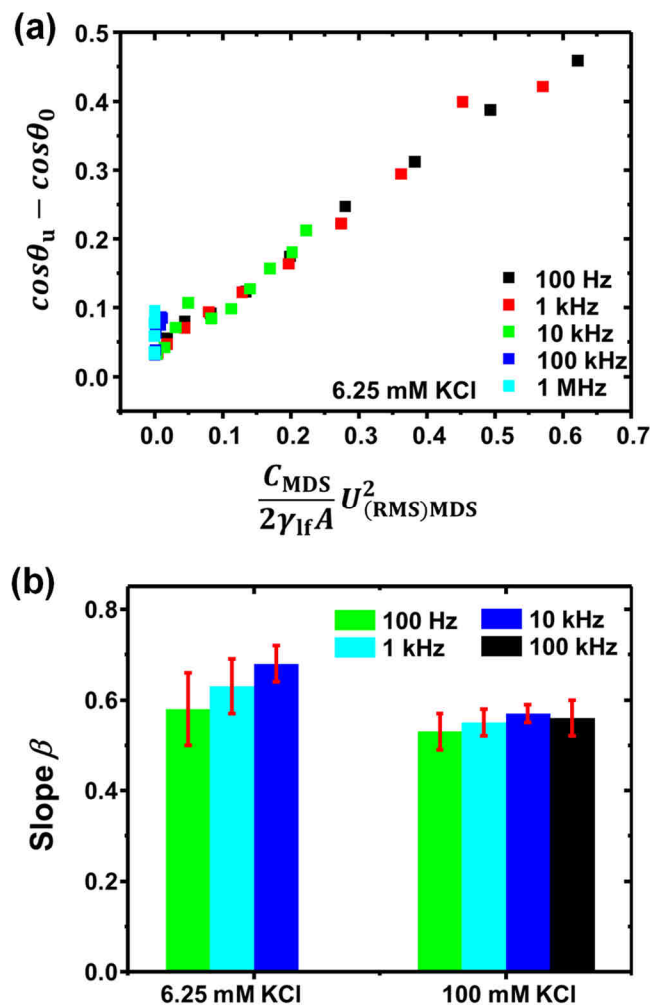 (a)
0.5
0.4
0.3
0.2
0.1
0.0
cosθu − cosθ0
100 Hz
1 kHz
10 kHz
100 kHz
1 MHz
6.25 mM KCl
0.0 0.1 0.2 0.3 0.4 0.5 0.6 0.7
C_MDS / 2γ_lf A U²_(RMS)MDS
(b)
0.8
0.6
0.4
0.2
0.0
Slope β
100 Hz 10 kHz
1 kHz 100 kHz
6.25 mM KCl 100 mM KCl